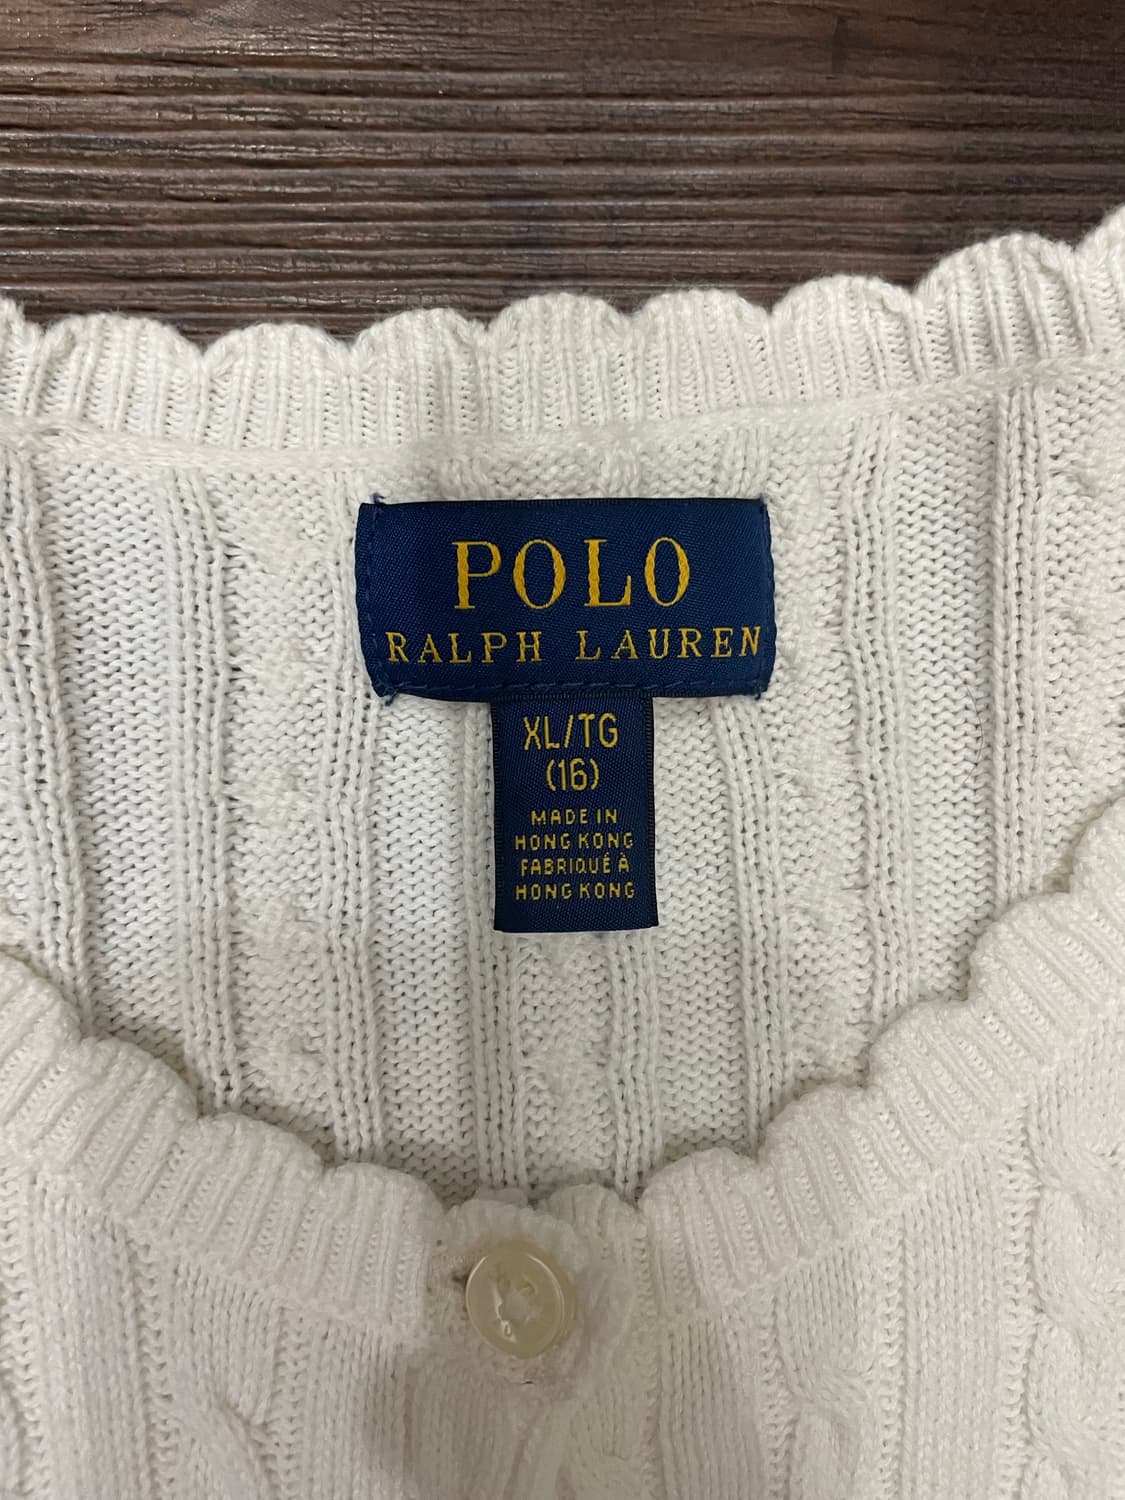 POLO
RALPH LAUREN
XL/TG
(16)
MADE IN
HONG KONG
FABRIQUÉ À
HONG KONG